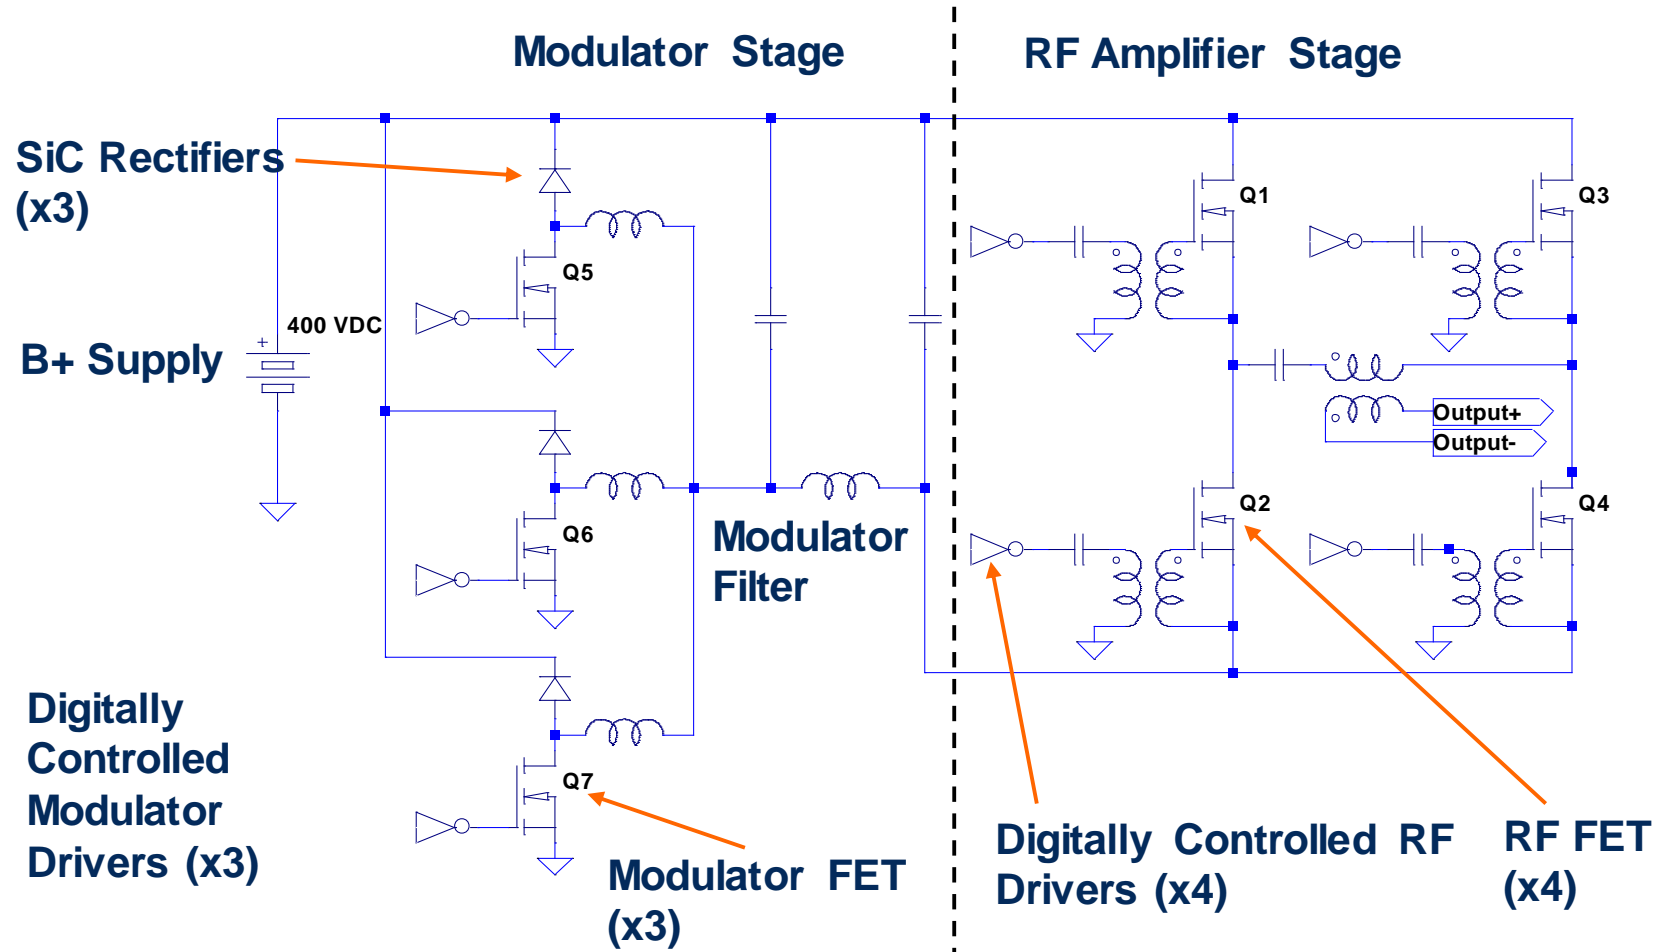 Modulator Stage
RF Amplifier Stage
SiC Rectifiers
(x3)
Q1
Q3
Q5
400 VDC
+
B+ Supply
Output+
Output-
Q2
Q4
Q6
Modulator
Filter
Digitally
Controlled
Modulator
Drivers (x3)
Q7
Modulator FET
(x3)
Digitally Controlled RF
Drivers (x4)
RF FET
(x4)